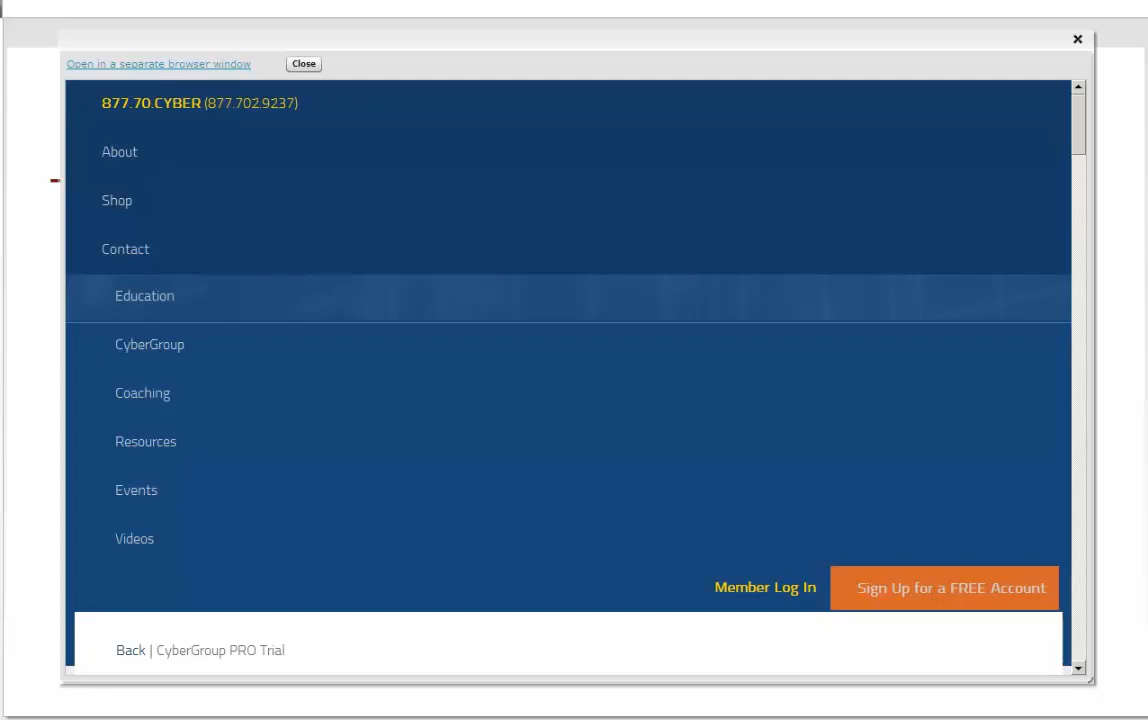 Open in a separate browser window Close
877.70.CYBER (877.702.9237)
About
Shop
Contact
Education
CyberGroup
Coaching
Resources
Events
Videos
Member Log In Sign Up for a FREE Account
Back | CyberGroup PRO Trial